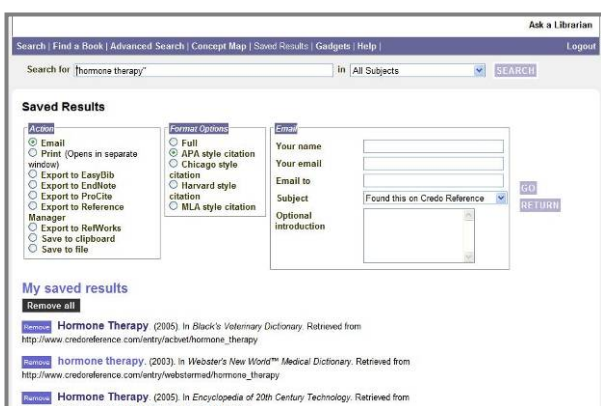 Ask a Librarian
Search | Find a Book | Advanced Search | Concept Map | Saved Results | Gadgets | Help |
Logout
Search for "hormone therapy" in All Subjects SEARCH
Saved Results
Action
Email
Print (Opens in separate
window)
Export to EasyBib
Export to EndNote
Export to ProCite
Export to Reference
Manager
Export to RefWorks
Save to clipboard
Save to file
Format Options
Full
APA style citation
Chicago style
citation
Harvard style
citation
MLA style citation
Email
Your name
Your email
Email to
Subject Found this on Credo Reference
Optional
introduction
GO
RETURN
My saved results
Remove all
Remove Hormone Therapy. (2005). In Black's Veterinary Dictionary. Retrieved from
http://www.credoreference.com/entry/acbvet/hormone_therapy
Remove hormone therapy. (2003). In Webster's New World™ Medical Dictionary. Retrieved from
http://www.credoreference.com/entry/webstermed/hormone_therapy
Remove Hormone Therapy. (2005). In Encyclopedia of 20th Century Technology. Retrieved from